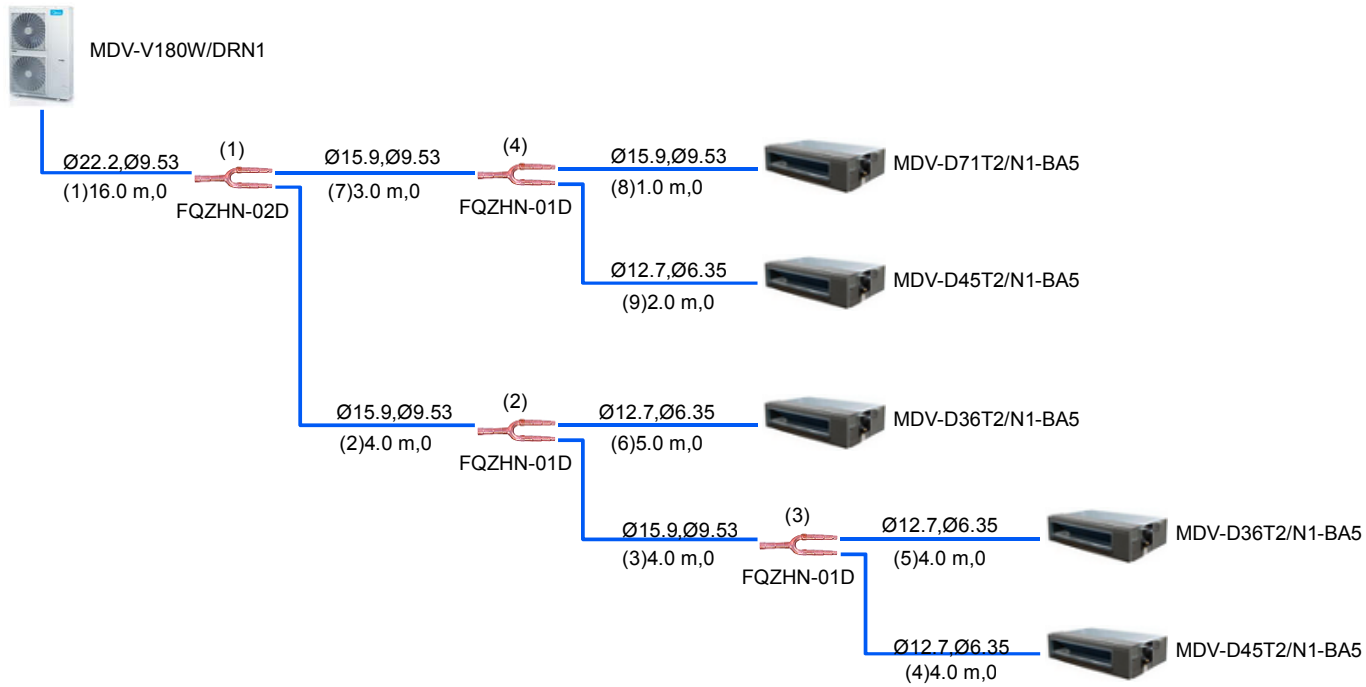 MDV-V180W/DRN1
Ø22.2,Ø9.53
(1)
(1)16.0 m,0
FQZHN-02D
Ø15.9,Ø9.53
(7)3.0 m,0
(4)
FQZHN-01D
Ø15.9,Ø9.53
(8)1.0 m,0
MDV-D71T2/N1-BA5
Ø12.7,Ø6.35
(9)2.0 m,0
MDV-D45T2/N1-BA5
Ø15.9,Ø9.53
(2)4.0 m,0
(2)
FQZHN-01D
Ø12.7,Ø6.35
(6)5.0 m,0
MDV-D36T2/N1-BA5
Ø15.9,Ø9.53
(3)4.0 m,0
(3)
FQZHN-01D
Ø12.7,Ø6.35
(5)4.0 m,0
MDV-D36T2/N1-BA5
Ø12.7,Ø6.35
(4)4.0 m,0
MDV-D45T2/N1-BA5